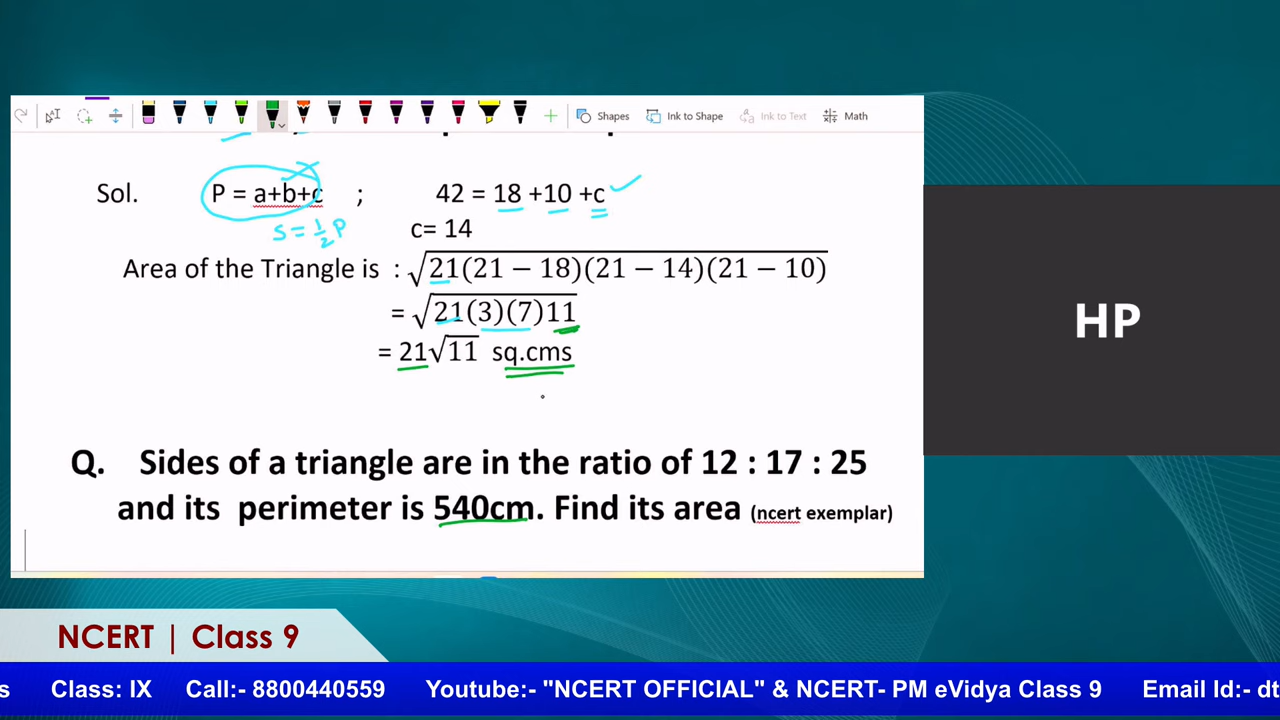 Shapes Ink to Shape Ink to Text Math
Sol. P = a+b+c ; 42 = 18 +10 +c
s = 1/2 P c= 14
Area of the Triangle is : √21(21 − 18)(21 − 14)(21 − 10)
= √21(3)(7)11
= 21√11 sq.cms
Q. Sides of a triangle are in the ratio of 12 : 17 : 25
and its perimeter is 540cm. Find its area (ncert exemplar)
HP
NCERT | Class 9
s Class: IX Call:- 8800440559 Youtube:- "NCERT OFFICIAL" & NCERT- PM eVidya Class 9 Email Id:- dt